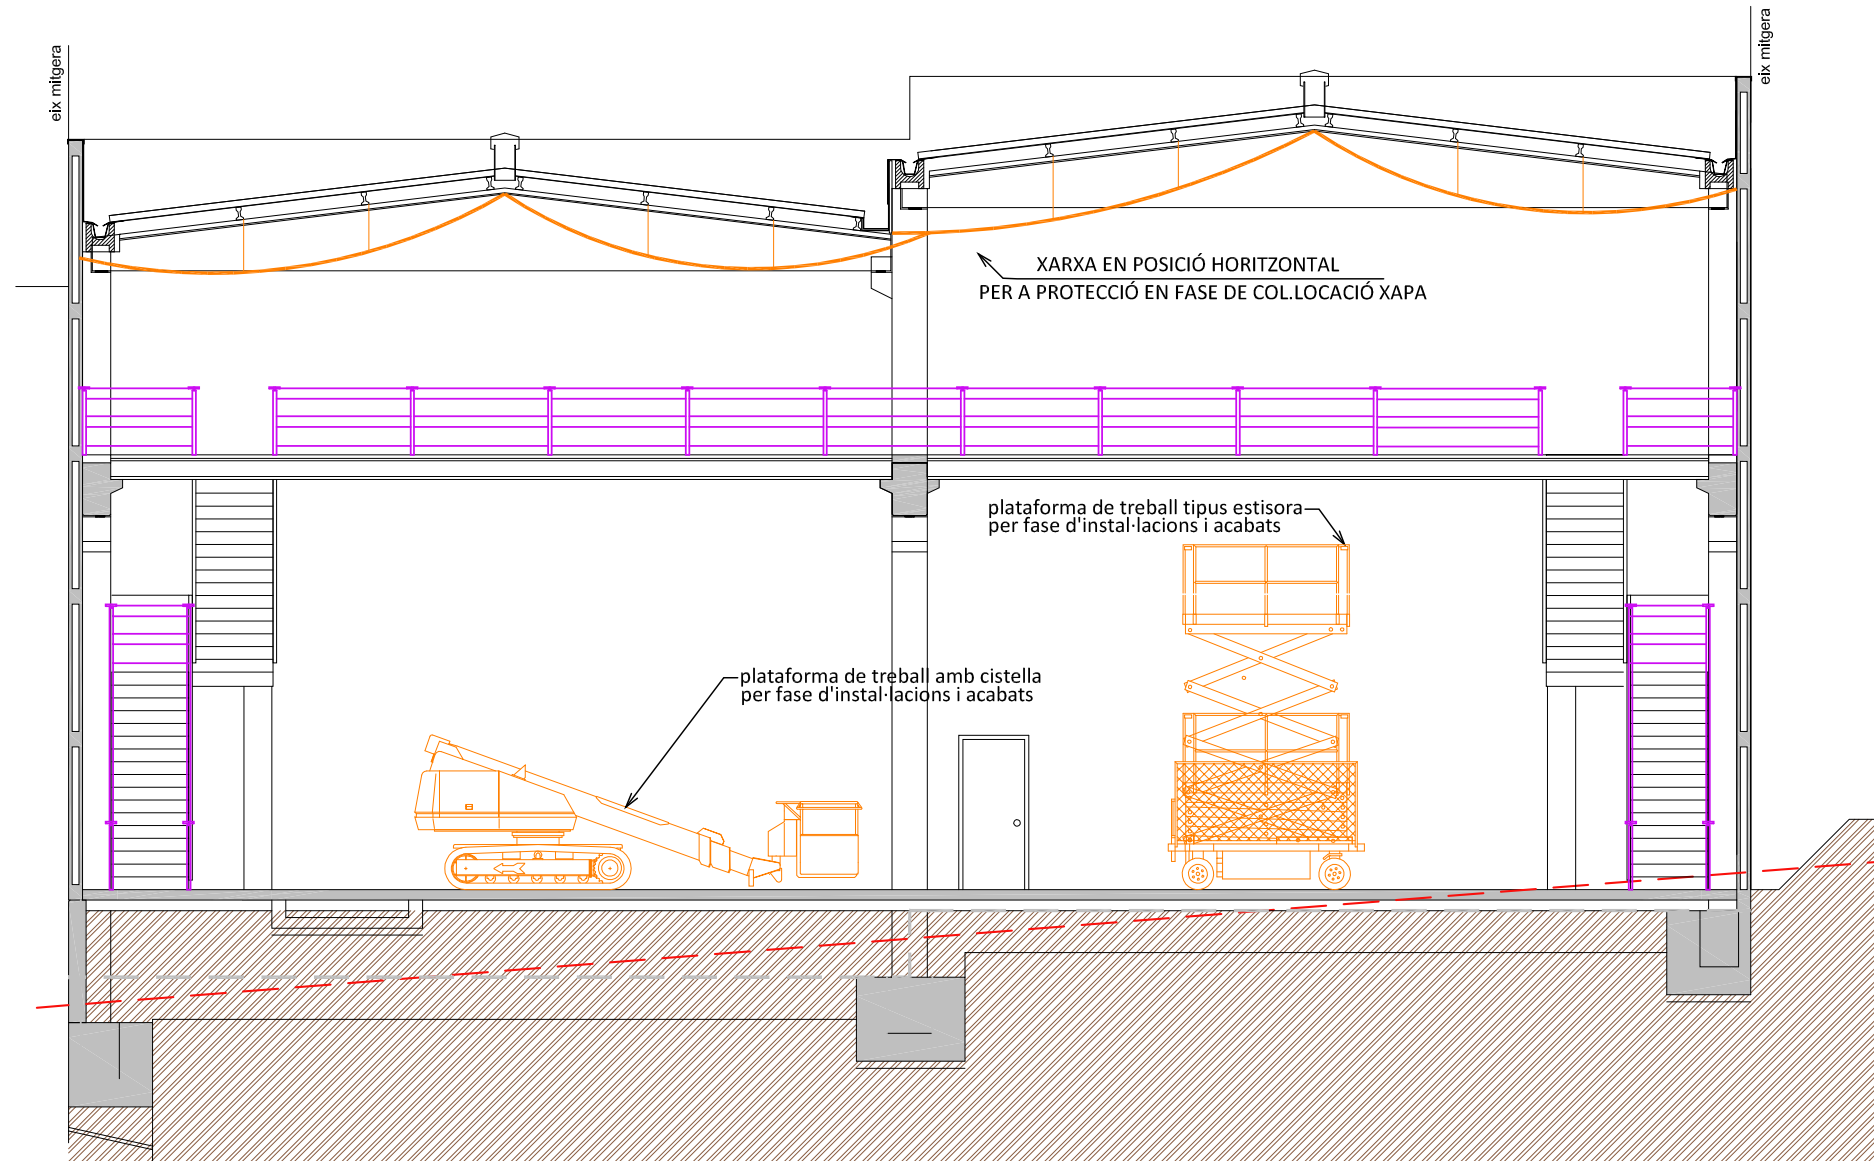 eix mitgera
eix mitgera
XARXA EN POSICIÓ HORITZONTAL
PER A PROTECCIÓ EN FASE DE COL.LOCACIÓ XAPA
plataforma de treball tipus estisora
per fase d'instal·lacions i acabats
plataforma de treball amb cistella
per fase d'instal·lacions i acabats